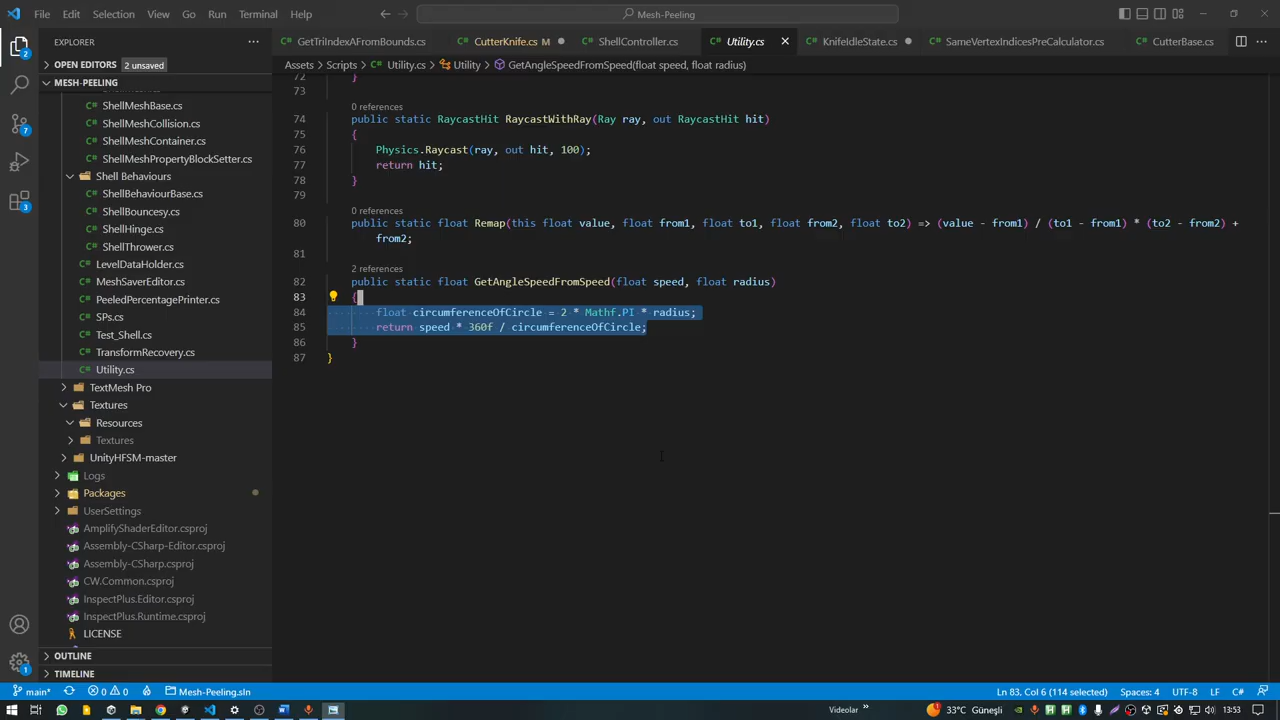 File Edit Selection View Go Run Terminal Help
Mesh-Peeling
EXPLORER
GetTriIndexAFromBounds.cs
CutterKnife.cs M
ShellController.cs
Utility.cs
KnifeIdleState.cs
SameVertexIndicesPreCalculator.cs
CutterBase.cs
OPEN EDITORS 2 unsaved
Assets > Scripts > Utility.cs > Utility > GetAngleSpeedFromSpeed(float speed, float radius)
MESH-PEELING
ShellMeshBase.cs
ShellMeshCollision.cs
ShellMeshContainer.cs
ShellMeshPropertyBlockSetter.cs
Shell Behaviours
ShellBehaviourBase.cs
ShellBouncesy.cs
ShellHinge.cs
ShellThrower.cs
LevelDataHolder.cs
MeshSaverEditor.cs
PeeledPercentagePrinter.cs
SPs.cs
Test_Shell.cs
TransformRecovery.cs
Utility.cs
TextMesh Pro
Textures
Resources
Textures
UnityHFSM-master
Logs
Packages
UserSettings
AmplifyShaderEditor.csproj
Assembly-CSharp-Editor.csproj
Assembly-CSharp.csproj
CW.Common.csproj
InspectPlus.Editor.csproj
InspectPlus.Runtime.csproj
LICENSE
OUTLINE
TIMELINE
72 }
73
0 references
74 public static RaycastHit RaycastWithRay(Ray ray, out RaycastHit hit)
75 {
76 Physics.Raycast(ray, out hit, 100);
77 return hit;
78 }
79
0 references
80 public static float Remap(this float value, float from1, float to1, float from2, float to2) => (value - from1) / (to1 - from1) * (to2 - from2) +
from2;
81
2 references
82 public static float GetAngleSpeedFromSpeed(float speed, float radius)
83 {
84 float circumferenceOfCircle = 2 * Mathf.PI * radius;
85 return speed * 360f / circumferenceOfCircle;
86 }
87 }
2
7
3
1
main* 0 0 Mesh-Peeling.sln
Ln 83, Col 6 (114 selected) Spaces: 4 UTF-8 LF C#
Videolar » 33°C Güneşli 13:53